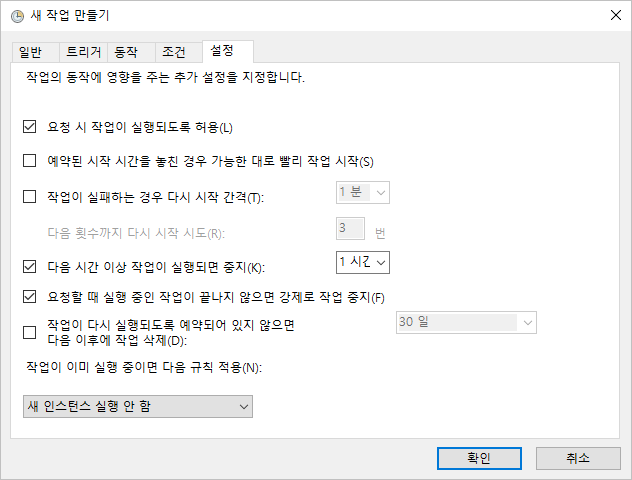 새 작업 만들기
일반 트리거 동작 조건 설정
작업의 동작에 영향을 주는 추가 설정을 지정합니다.
요청 시 작업이 실행되도록 허용(L)
예약된 시작 시간을 놓친 경우 가능한 대로 빨리 작업 시작(S)
작업이 실패하는 경우 다시 시작 간격(T): 1 분
다음 횟수까지 다시 시작 시도(R): 3 번
다음 시간 이상 작업이 실행되면 중지(K): 1 시간
요청할 때 실행 중인 작업이 끝나지 않으면 강제로 작업 중지(F)
작업이 다시 실행되도록 예약되어 있지 않으면 30 일
다음 이후에 작업 삭제(D):
작업이 이미 실행 중이면 다음 규칙 적용(N):
새 인스턴스 실행 안 함
확인 취소